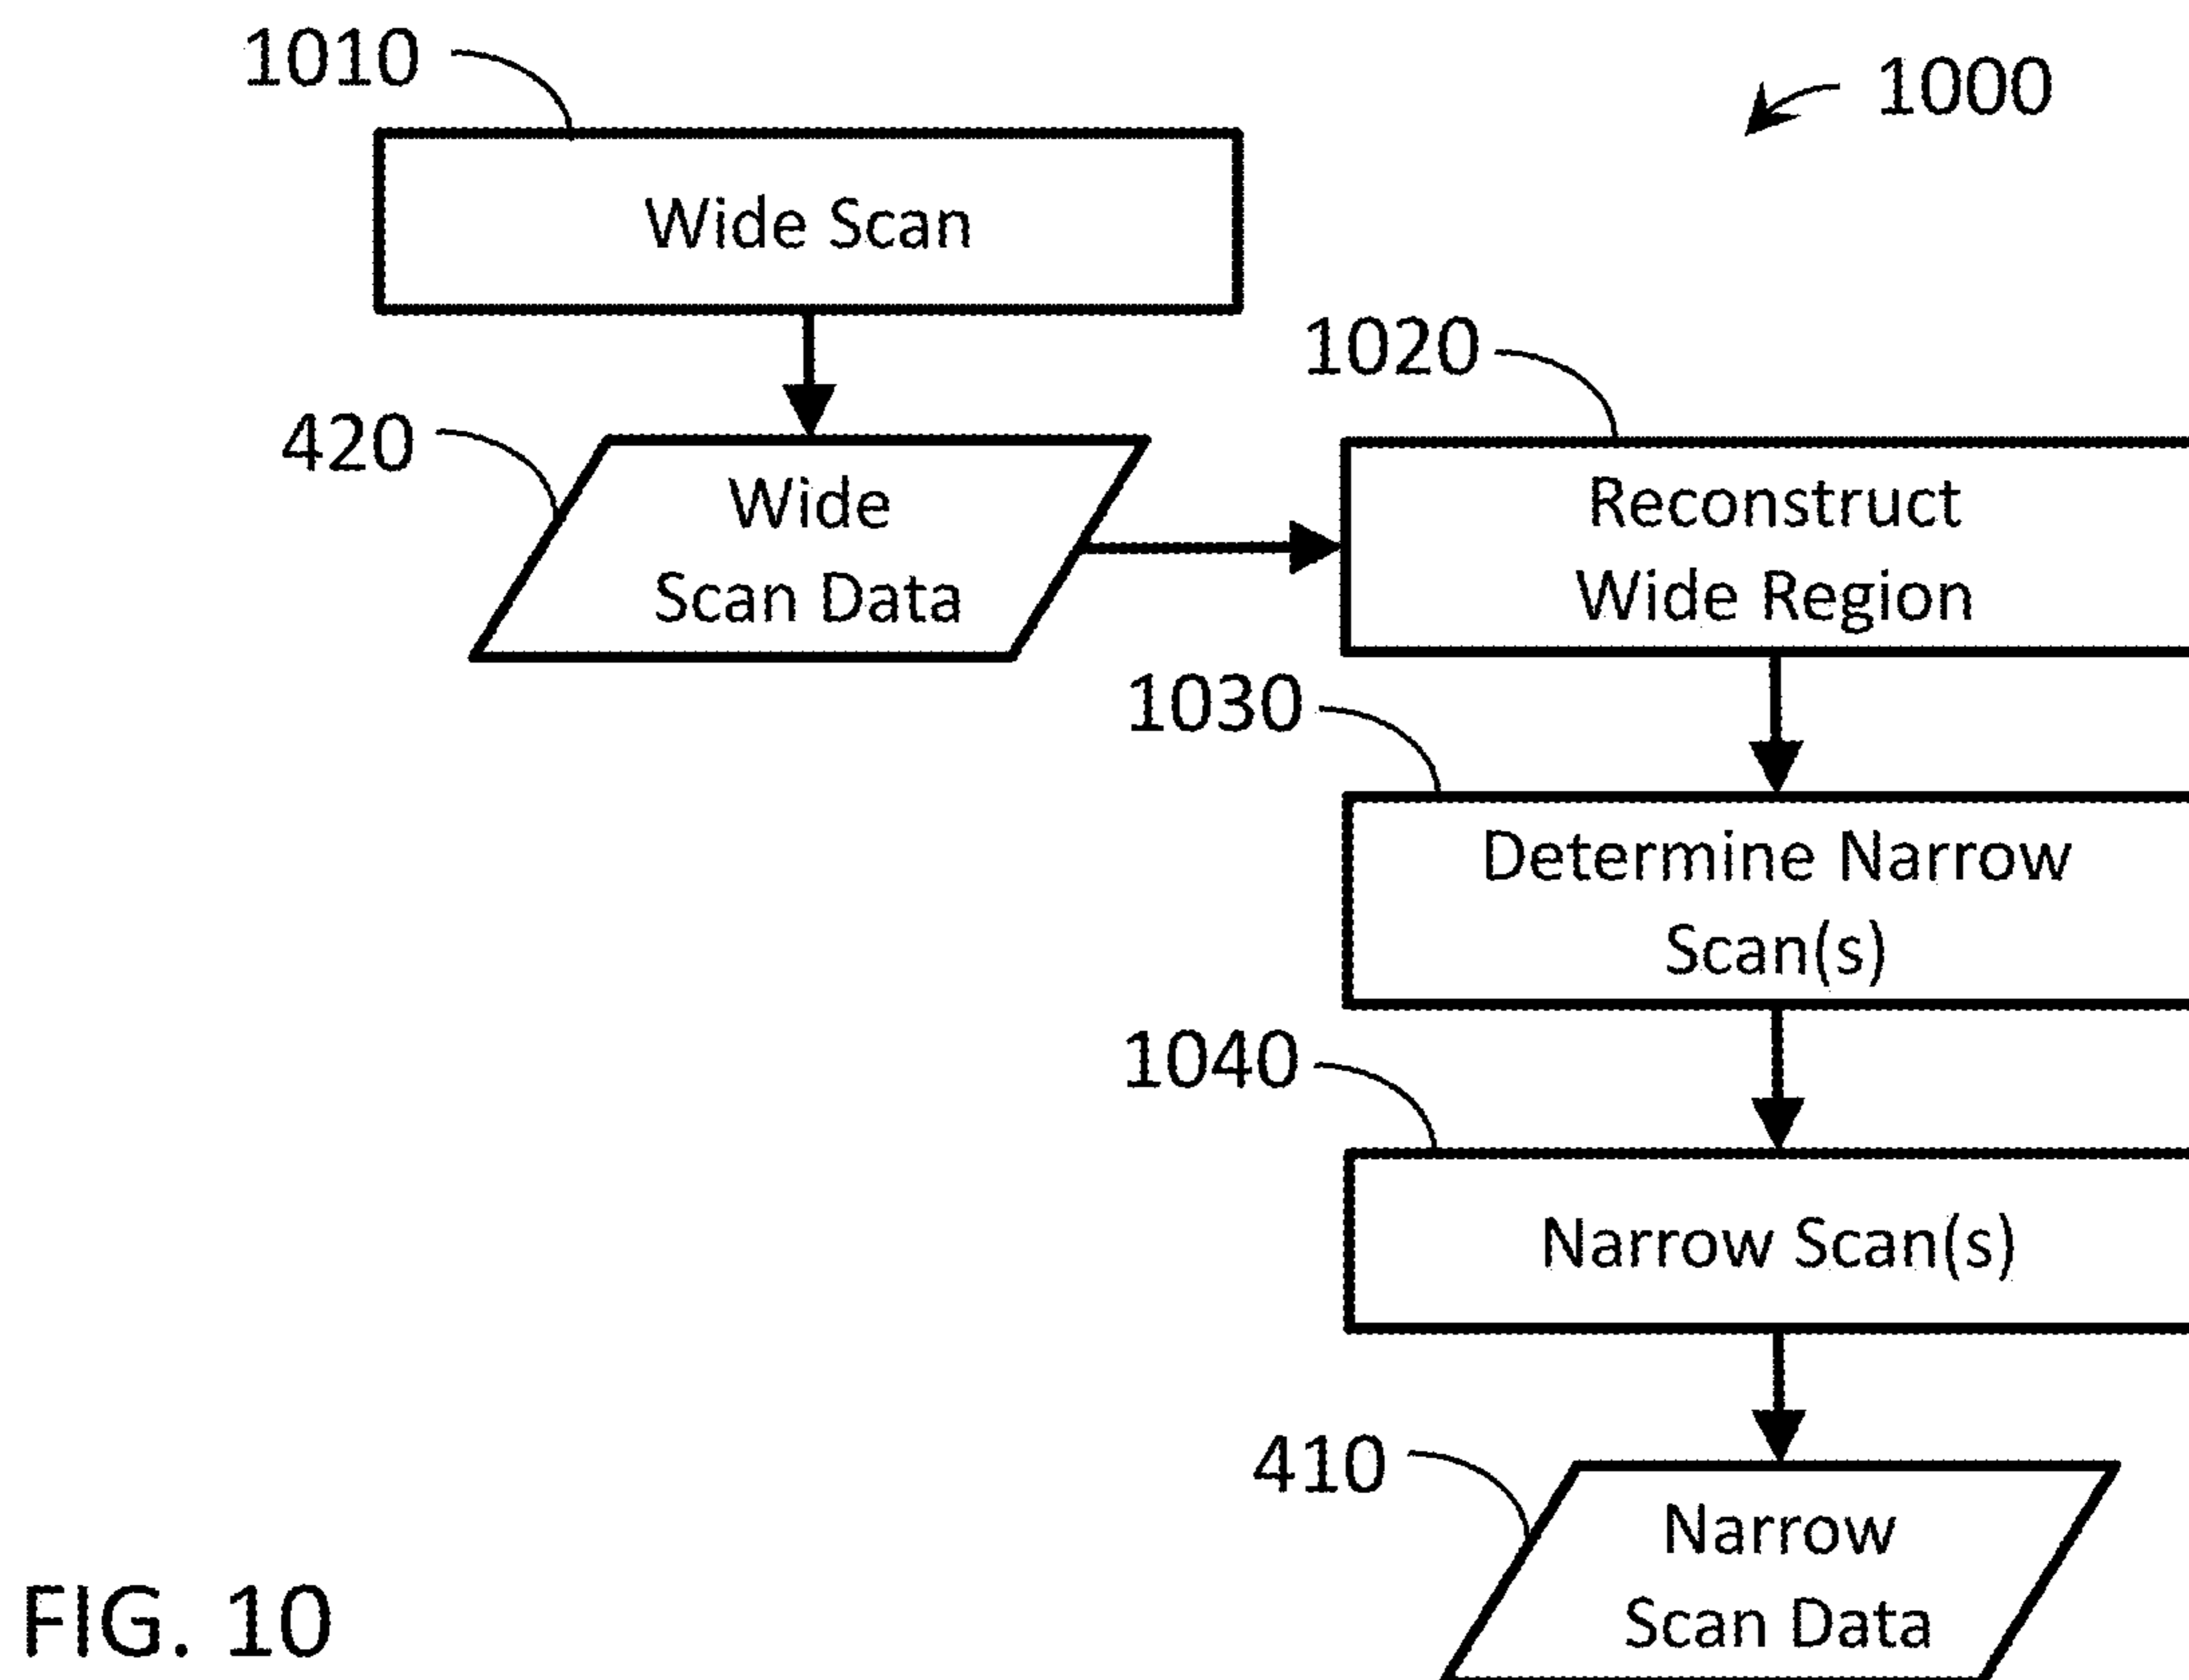 1010
1000
Wide Scan
1020
420
Wide
Scan Data
Reconstruct
Wide Region
1030
Determine Narrow
Scan(s)
1040
Narrow Scan(s)
410
Narrow
Scan Data
FIG. 10